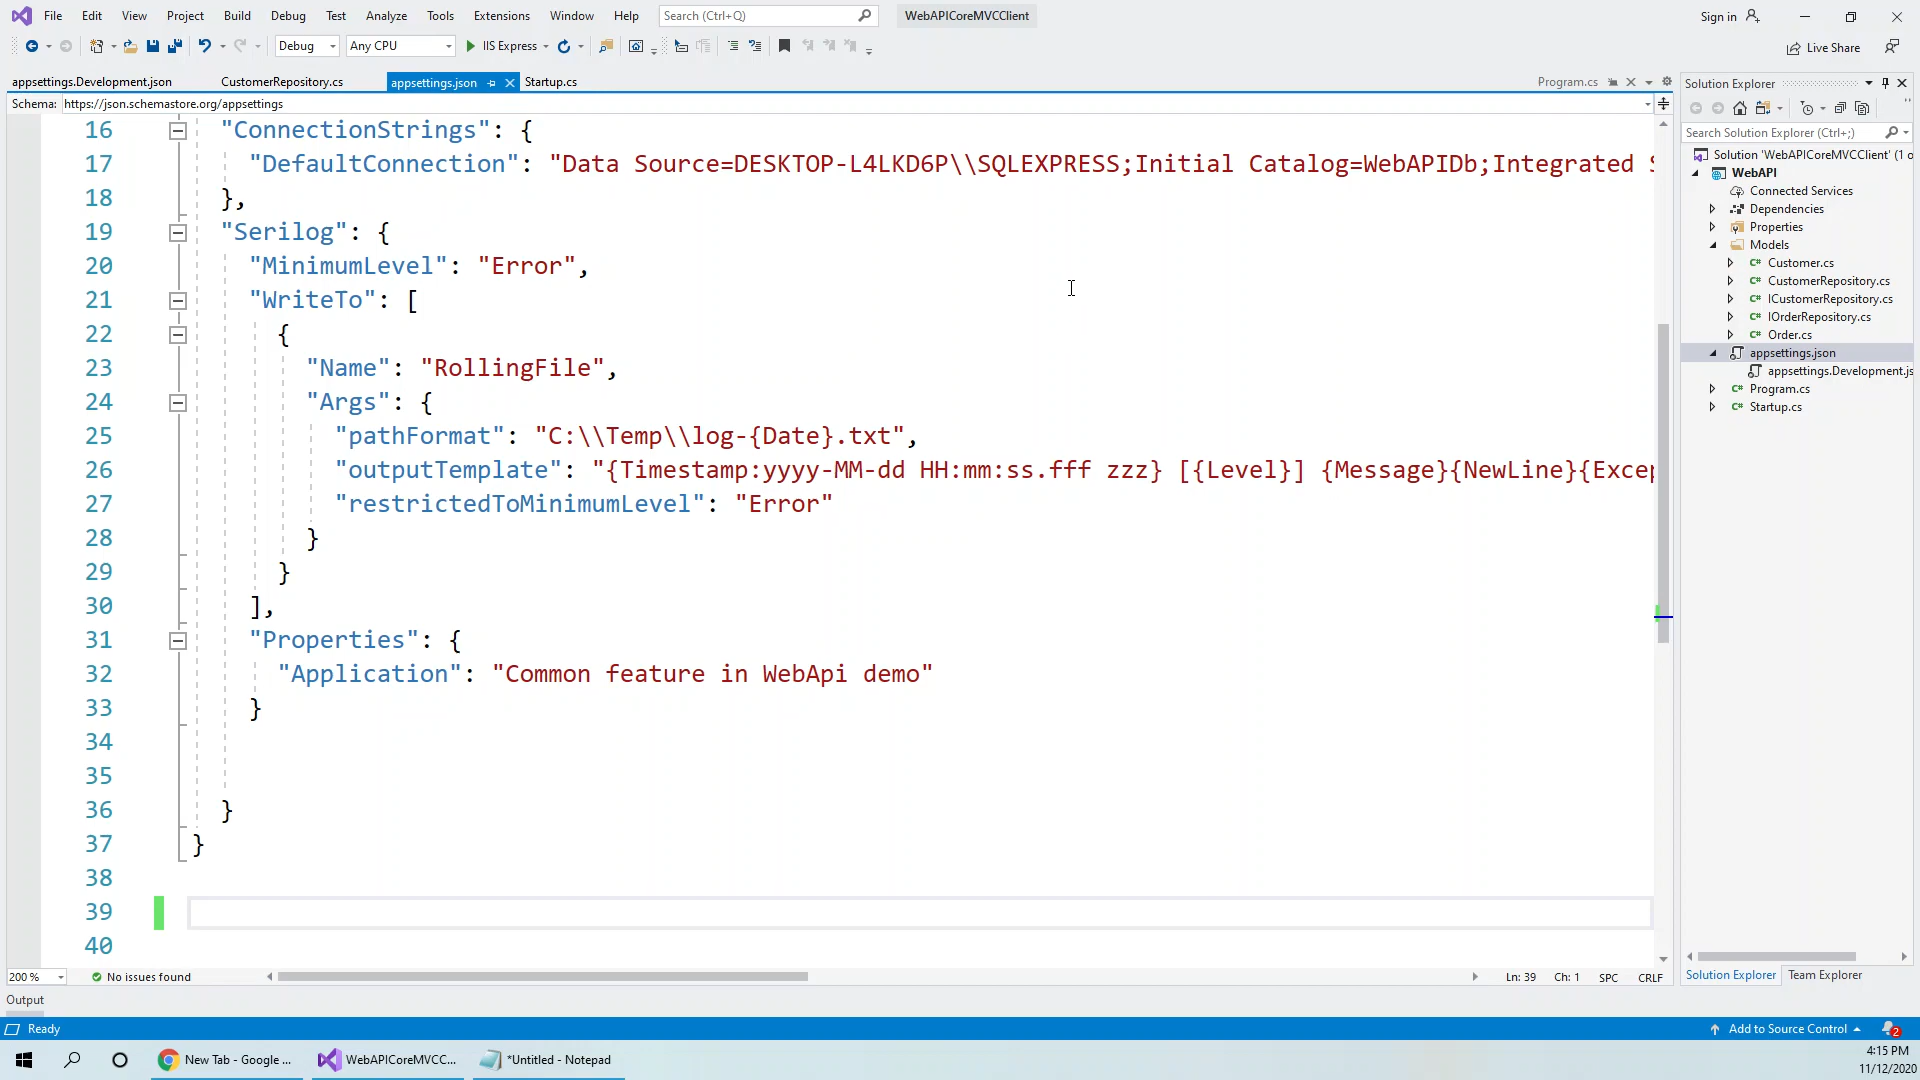 File Edit View Project Build Debug Test Analyze Tools Extensions Window Help Search (Ctrl+Q) WebAPICoreMVCClient Sign in
Debug Any CPU IIS Express Live Share
appsettings.Development.json CustomerRepository.cs appsettings.json Startup.cs Program.cs
Schema: https://json.schemastore.org/appsettings
16 "ConnectionStrings": {
17 "DefaultConnection": "Data Source=DESKTOP-L4LKD6P\\SQLEXPRESS;Initial Catalog=WebAPIDb;Integrated S
18 },
19 "Serilog": {
20 "MinimumLevel": "Error",
21 "WriteTo": [
22 {
23 "Name": "RollingFile",
24 "Args": {
25 "pathFormat": "C:\\Temp\\log-{Date}.txt",
26 "outputTemplate": "{Timestamp:yyyy-MM-dd HH:mm:ss.fff zzz} [{Level}] {Message}{NewLine}{Excep
27 "restrictedToMinimumLevel": "Error"
28 }
29 }
30 ],
31 "Properties": {
32 "Application": "Common feature in WebApi demo"
33 }
34
35
36 }
37 }
38
39
40
200 % No issues found Ln: 39 Ch: 1 SPC CRLF
Output
Solution Explorer
Search Solution Explorer (Ctrl+;)
Solution 'WebAPICoreMVCClient' (1 o
WebAPI
Connected Services
Dependencies
Properties
Models
Customer.cs
CustomerRepository.cs
ICustomerRepository.cs
IOrderRepository.cs
Order.cs
appsettings.json
appsettings.Development.js
Program.cs
Startup.cs
Solution Explorer Team Explorer
Ready Add to Source Control 2
New Tab - Google ... WebAPICoreMVCC... *Untitled - Notepad 4:15 PM
11/12/2020